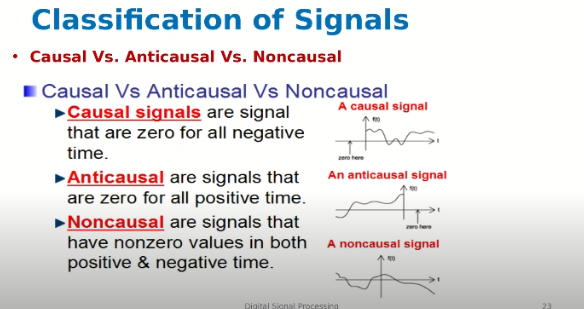 Classification of Signals
• Causal Vs. Anticausal Vs. Noncausal
Causal Vs Anticausal Vs Noncausal
Causal signals are signal
that are zero for all negative
time.
Anticausal are signals that
are zero for all positive time.
Noncausal are signals that
have nonzero values in both
positive & negative time.
A causal signal
f(t)
t
zero here
An anticausal signal
f(t)
t
zero here
A noncausal signal
f(t)
t
Digital Signal Processing
23